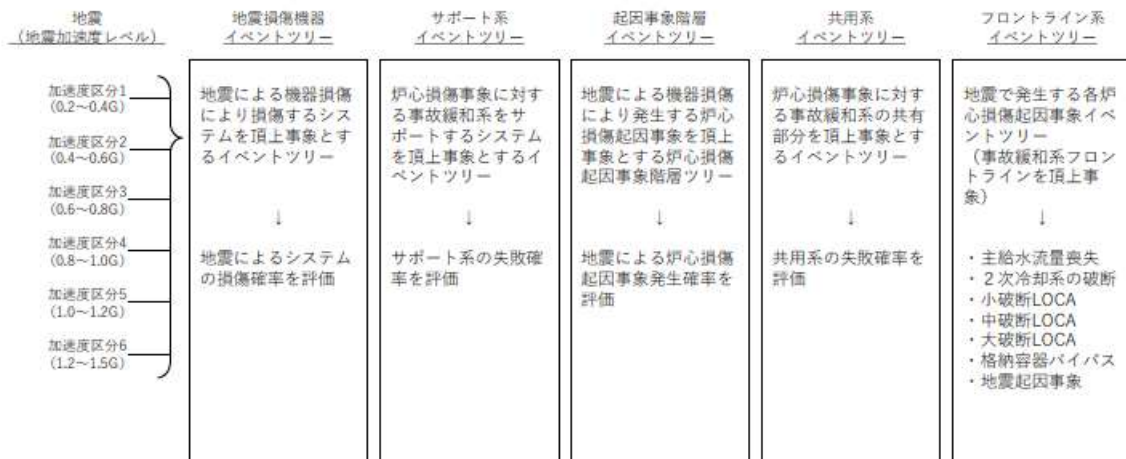 地震
（地震加速度レベル）
加速度区分1
(0.2～0.4G)
加速度区分2
(0.4～0.6G)
加速度区分3
(0.6～0.8G)
加速度区分4
(0.8～1.0G)
加速度区分5
(1.0～1.2G)
加速度区分6
(1.2～1.5G)
地震損傷機器
イベントツリー
地震による機器損傷
により損傷するシス
テムを頂上事象とす
るイベントツリー
↓
地震によるシステム
の損傷確率を評価
サポート系
イベントツリー
炉心損傷事象に対す
る事故緩和系をサ
ポートするシステム
を頂上事象とするイ
ベントツリー
↓
サポート系の失敗確
率を評価
起因事象階層
イベントツリー
地震による機器損傷
により発生する炉心
損傷起因事象を頂上
事象とする炉心損傷
起因事象階層ツリー
↓
地震による炉心損傷
起因事象発生確率を
評価
共用系
イベントツリー
炉心損傷事象に対す
る事故緩和系の共有
部分を頂上事象とす
るイベントツリー
↓
共用系の失敗確率を
評価
フロントライン系
イベントツリー
地震で発生する各炉
心損傷起因事象イベ
ントツリー
（事故緩和系フロン
トラインを頂上事
象）
↓
・主給水流量喪失
・２次冷却系の破断
・小破断LOCA
・中破断LOCA
・大破断LOCA
・格納容器バイパス
・地震起因事象